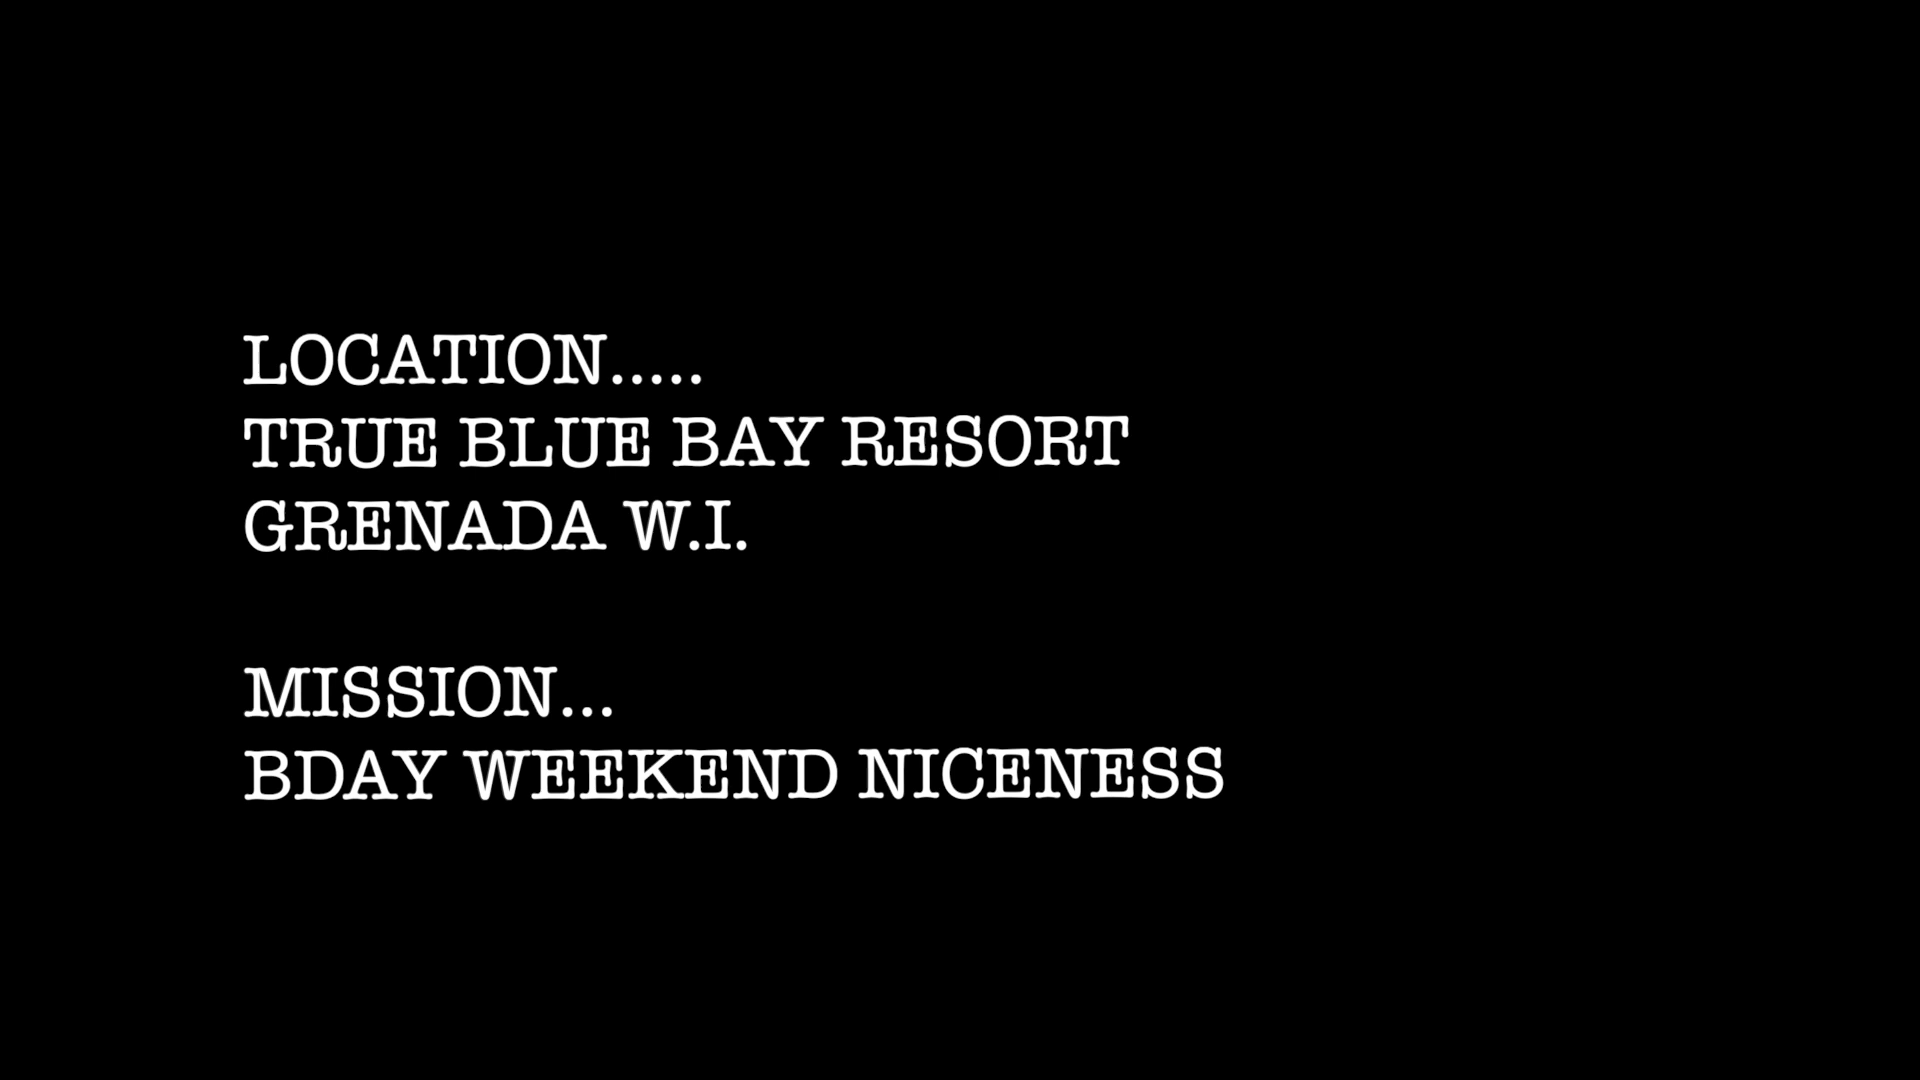 LOCATION.....
TRUE BLUE BAY RESORT
GRENADA W.I.
MISSION...
BDAY WEEKEND NICENESS